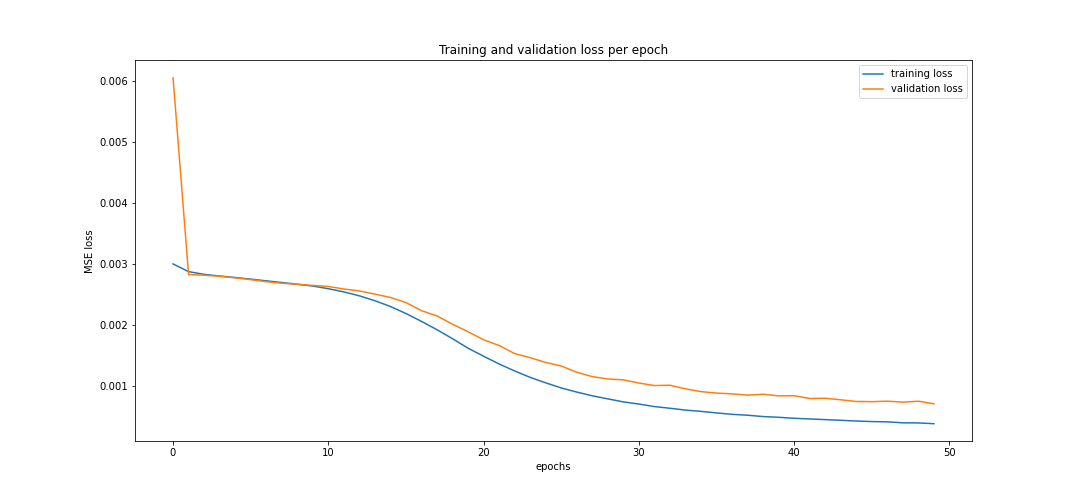 Training and validation loss per epoch
training loss
validation loss
0.006
0.005
0.004
0.003
0.002
0.001
MSE loss
0 10 20 30 40 50
epochs